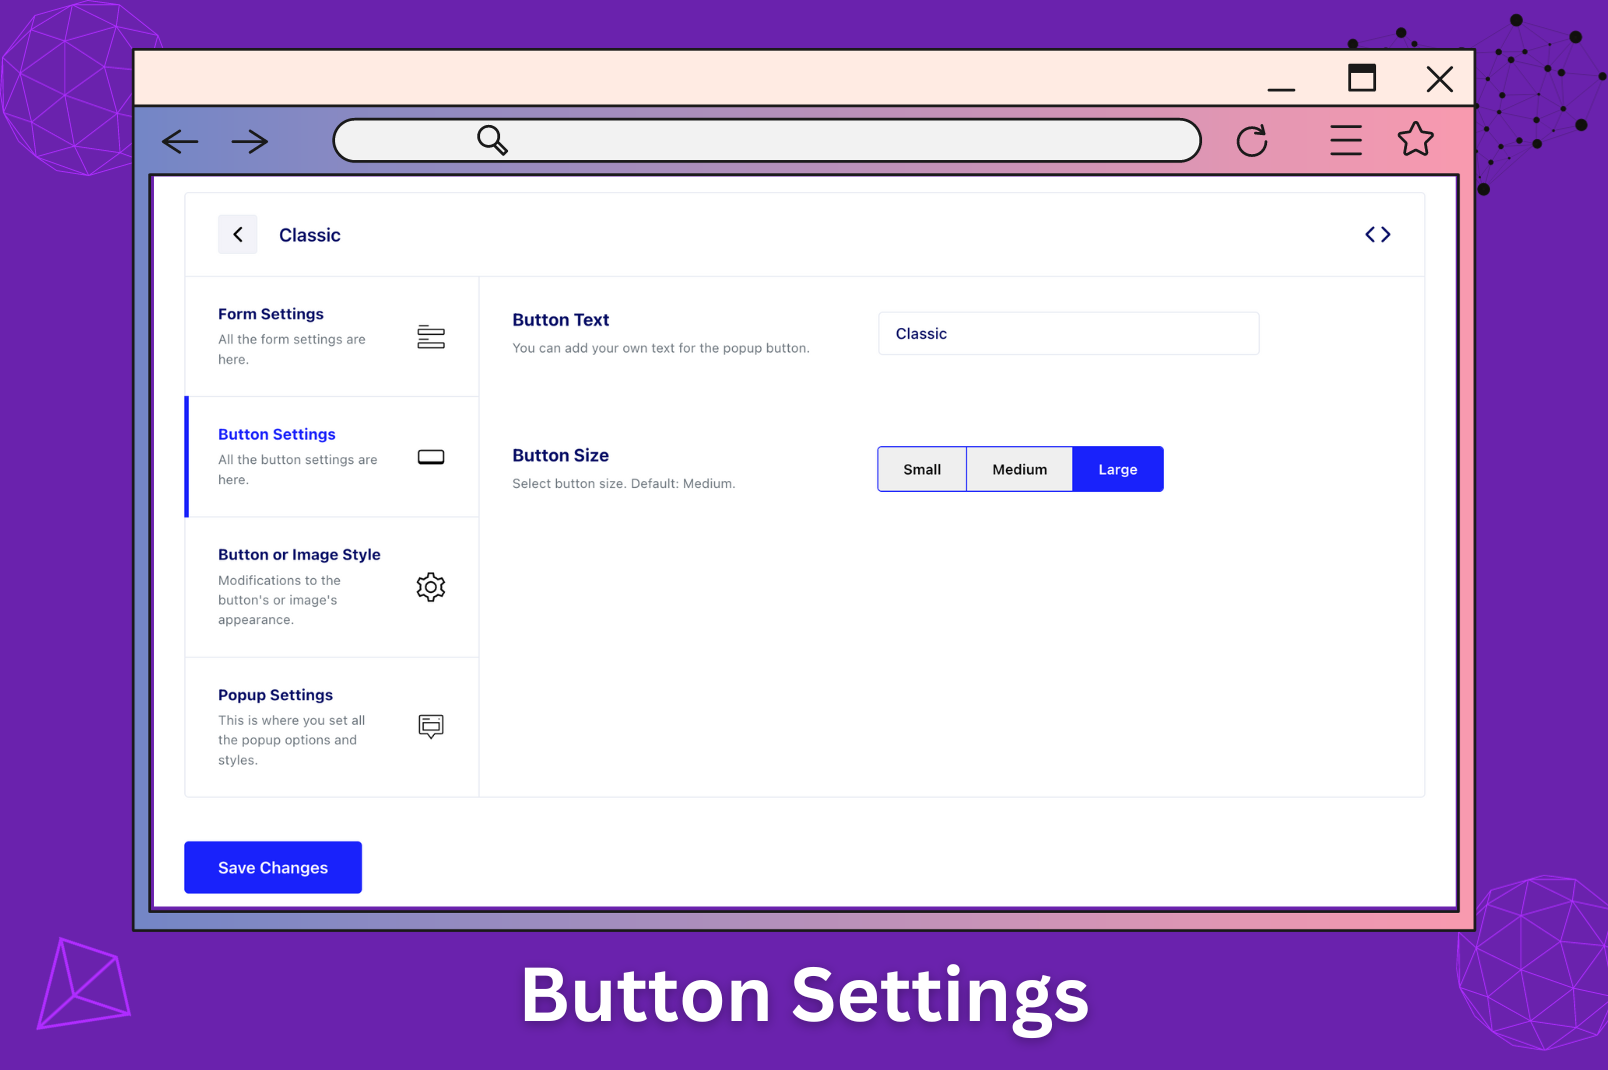 Classic
Form Settings
All the form settings are
here.
Button Settings
All the button settings are
here.
Button or Image Style
Modifications to the
button's or image's
appearance.
Popup Settings
This is where you set all
the popup options and
styles.
Button Text
You can add your own text for the popup button.
Classic
Button Size
Select button size. Default: Medium.
Small Medium Large
Save Changes
Button Settings